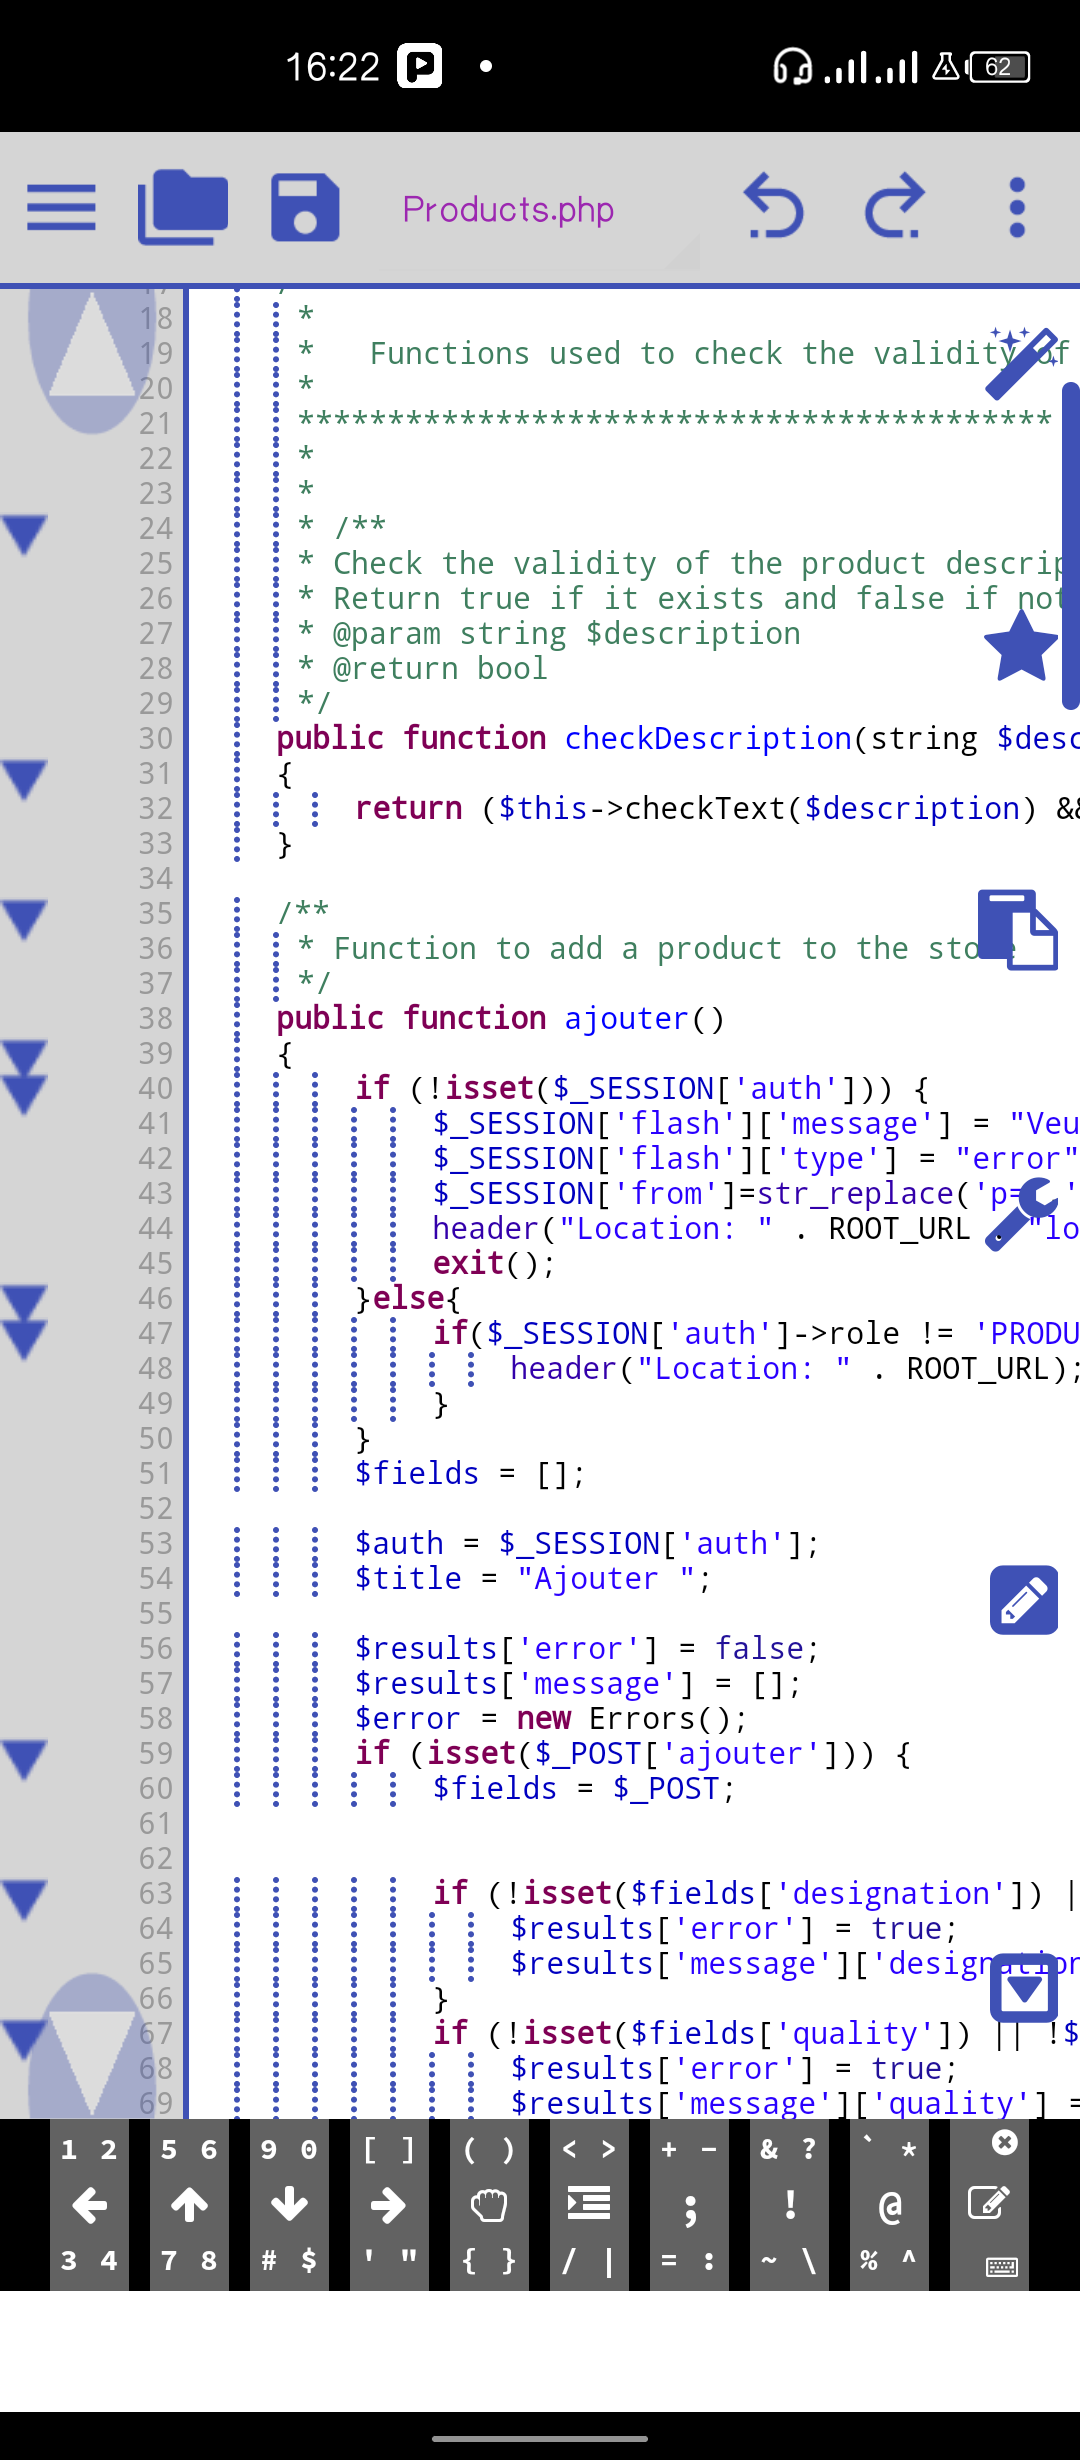 16:22
62
Products.php
18 *
19 * Functions used to check the validity of
20 *
21 ******************************************
22 *
23 *
24 * /**
25 * Check the validity of the product descrip
26 * Return true if it exists and false if not
27 * @param string $description
28 * @return bool
29 */
30 public function checkDescription(string $desc
31 {
32 return ($this->checkText($description) &&
33 }
34
35 /**
36 * Function to add a product to the store
37 */
38 public function ajouter()
39 {
40 if (!isset($_SESSION['auth'])) {
41 $_SESSION['flash']['message'] = "Veu
42 $_SESSION['flash']['type'] = "error"
43 $_SESSION['from']=str_replace('p=
44 header("Location: " . ROOT_URL . "lo
45 exit();
46 }else{
47 if($_SESSION['auth']->role != 'PRODU
48 header("Location: " . ROOT_URL);
49 }
50 }
51 $fields = [];
52
53 $auth = $_SESSION['auth'];
54 $title = "Ajouter ";
55
56 $results['error'] = false;
57 $results['message'] = [];
58 $error = new Errors();
59 if (isset($_POST['ajouter'])) {
60 $fields = $_POST;
61
62
63 if (!isset($fields['designation']) |
64 $results['error'] = true;
65 $results['message']['designation
66 }
67 if (!isset($fields['quality']) || !$
68 $results['error'] = true;
69 $results['message']['quality'] =
1 2 5 6 9 0 [ ] ( ) < > + - & ? ` *
; ! @
3 4 7 8 # $ ' " { } / | = : ~ \ % ^